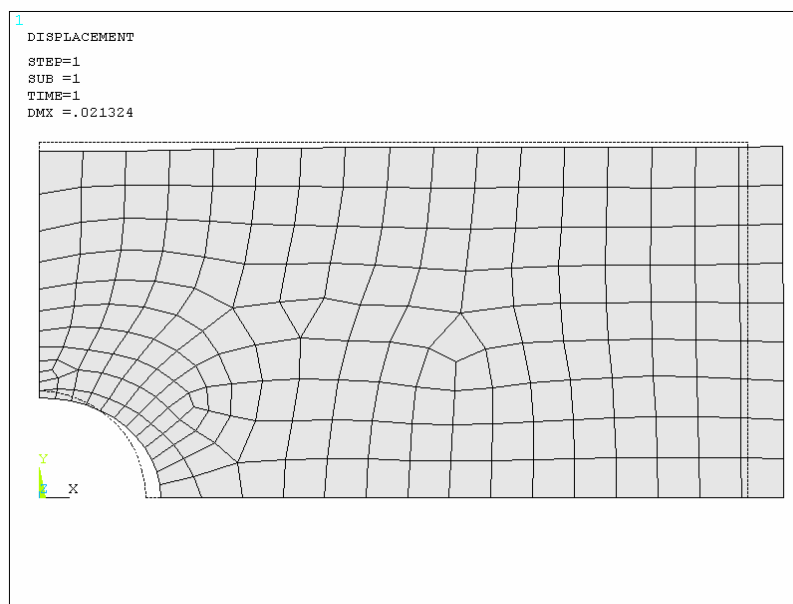 1
DISPLACEMENT
STEP=1
SUB =1
TIME=1
DMX =.021324
Y
Z X